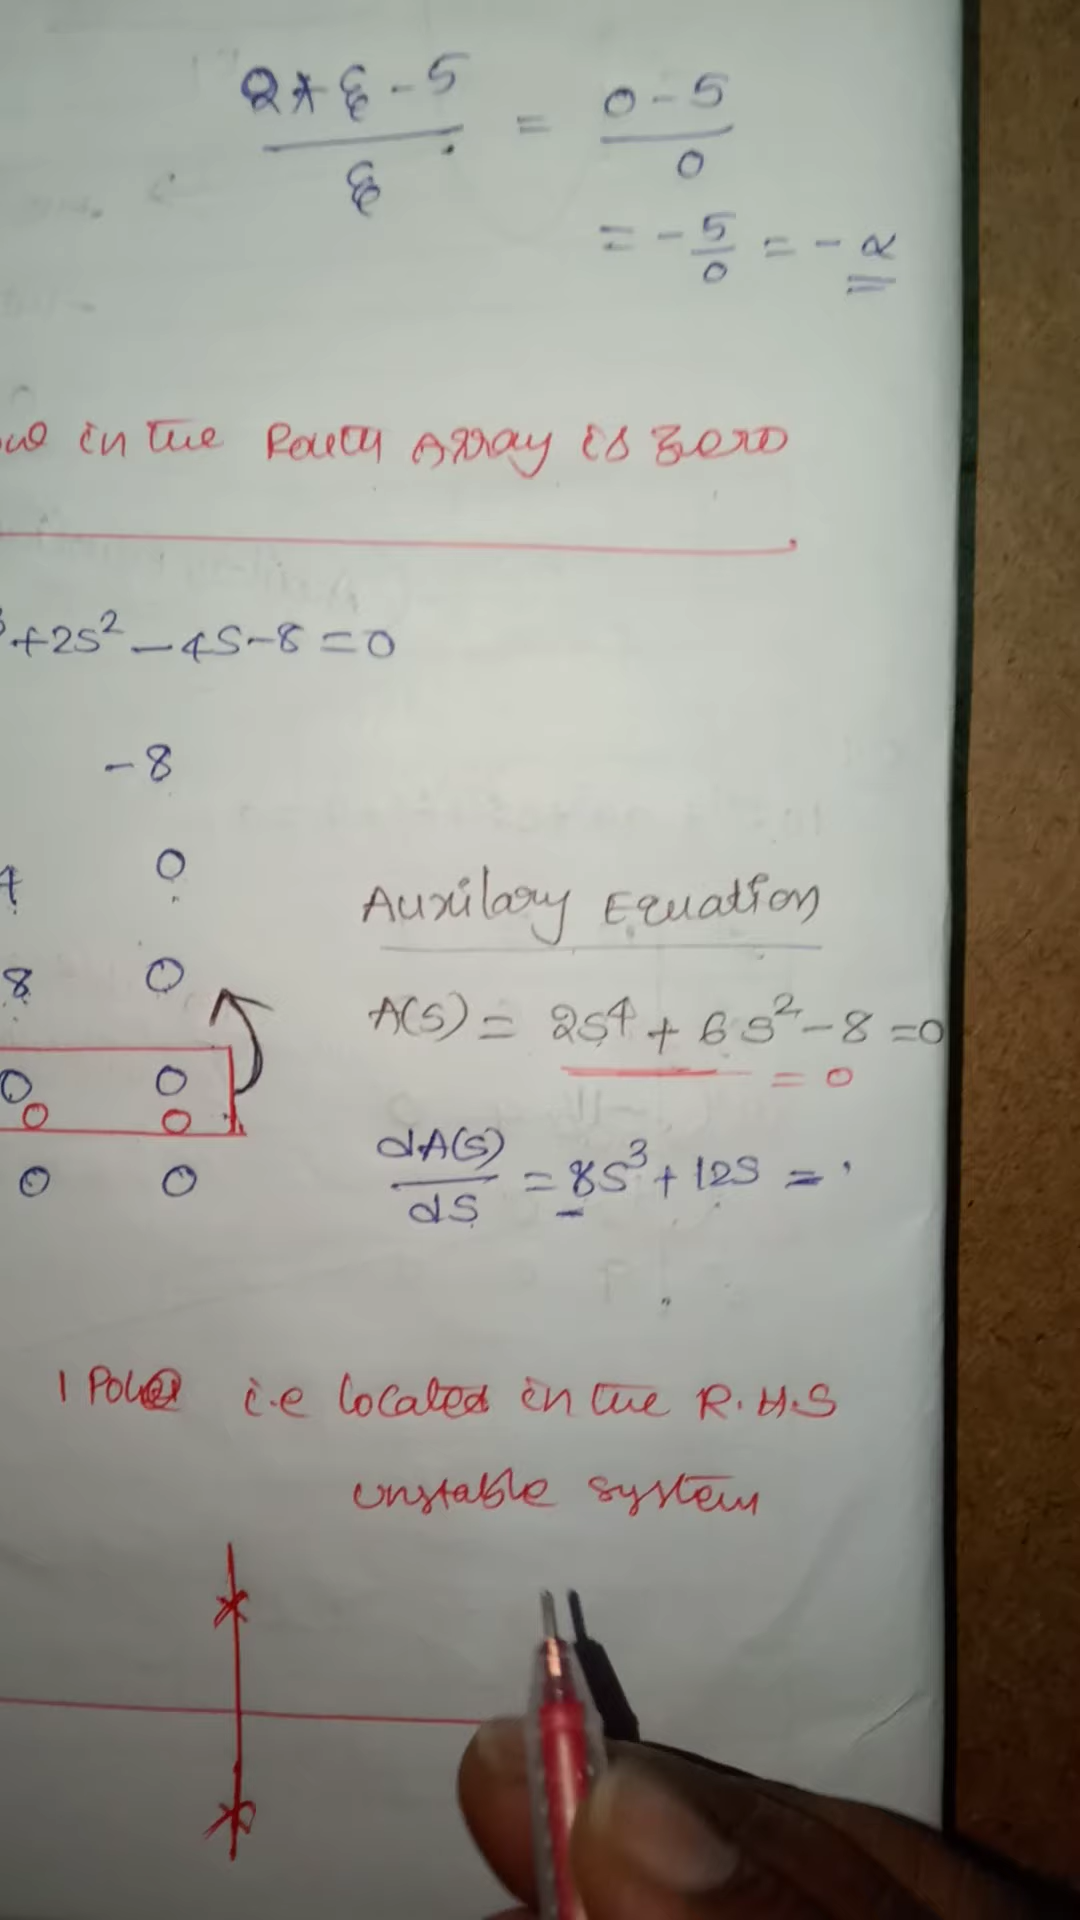 2*ε-5 / ε = 0-5 / 0
= -5/0 = -α
in the Routh Array is zero
+2s² -4s-8=0
-8
0
8 0
Auxilary Equation
A(s) = 2s⁴ + 6s²-8=0
= 0
0 0
0 0
dA(s)/ds = 8s³+12s =
0 0
1 Pole i.e located in the R.H.S
unstable system